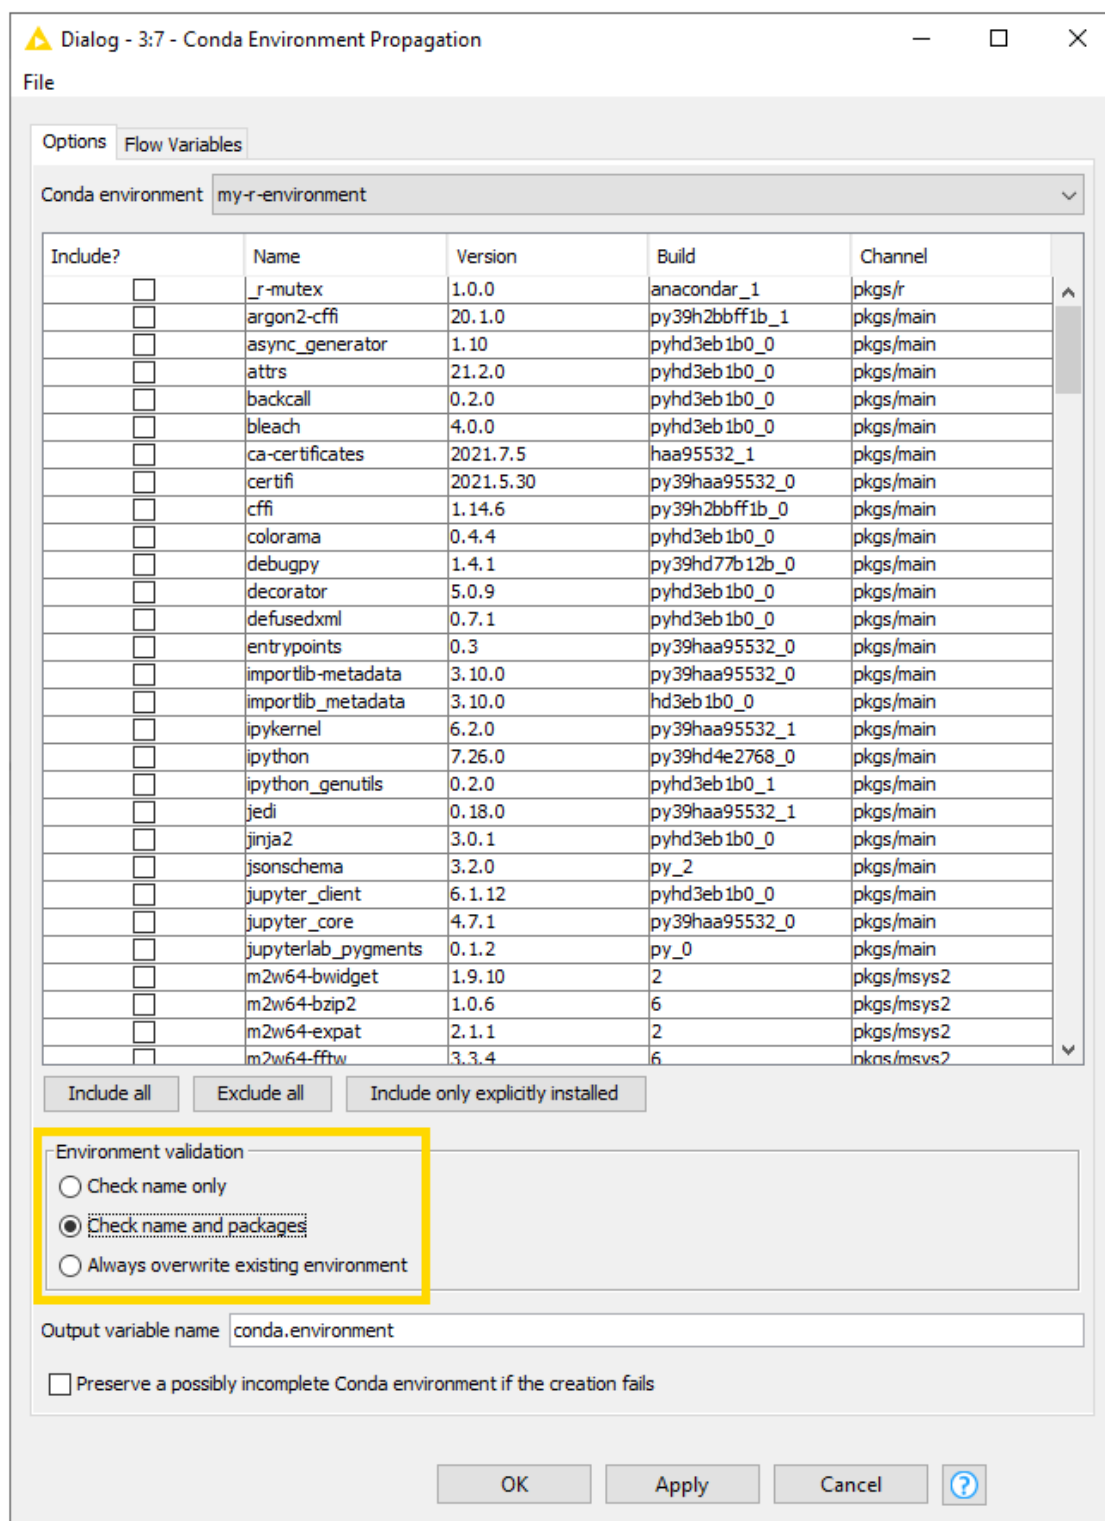 Dialog - 3:7 - Conda Environment Propagation
File
Options Flow Variables
Conda environment my-r-environment
Include? Name Version Build Channel
_r-mutex 1.0.0 anacondar_1 pkgs/r
argon2-cffi 20.1.0 py39h2bbff1b_1 pkgs/main
async_generator 1.10 pyhd3eb1b0_0 pkgs/main
attrs 21.2.0 pyhd3eb1b0_0 pkgs/main
backcall 0.2.0 pyhd3eb1b0_0 pkgs/main
bleach 4.0.0 pyhd3eb1b0_0 pkgs/main
ca-certificates 2021.7.5 haa95532_1 pkgs/main
certifi 2021.5.30 py39haa95532_0 pkgs/main
cffi 1.14.6 py39h2bbff1b_0 pkgs/main
colorama 0.4.4 pyhd3eb1b0_0 pkgs/main
debugpy 1.4.1 py39hd77b12b_0 pkgs/main
decorator 5.0.9 pyhd3eb1b0_0 pkgs/main
defusedxml 0.7.1 pyhd3eb1b0_0 pkgs/main
entrypoints 0.3 py39haa95532_0 pkgs/main
importlib-metadata 3.10.0 py39haa95532_0 pkgs/main
importlib_metadata 3.10.0 hd3eb1b0_0 pkgs/main
ipykernel 6.2.0 py39haa95532_1 pkgs/main
ipython 7.26.0 py39hd4e2768_0 pkgs/main
ipython_genutils 0.2.0 pyhd3eb1b0_1 pkgs/main
jedi 0.18.0 py39haa95532_1 pkgs/main
jinja2 3.0.1 pyhd3eb1b0_0 pkgs/main
jsonschema 3.2.0 py_2 pkgs/main
jupyter_client 6.1.12 pyhd3eb1b0_0 pkgs/main
jupyter_core 4.7.1 py39haa95532_0 pkgs/main
jupyterlab_pygments 0.1.2 py_0 pkgs/main
m2w64-bwidget 1.9.10 2 pkgs/msys2
m2w64-bzip2 1.0.6 6 pkgs/msys2
m2w64-expat 2.1.1 2 pkgs/msys2
m2w64-fftw 3.3.4 6 pkgs/msys2
Include all Exclude all Include only explicitly installed
Environment validation
Check name only
Check name and packages
Always overwrite existing environment
Output variable name conda.environment
Preserve a possibly incomplete Conda environment if the creation fails
OK Apply Cancel ?